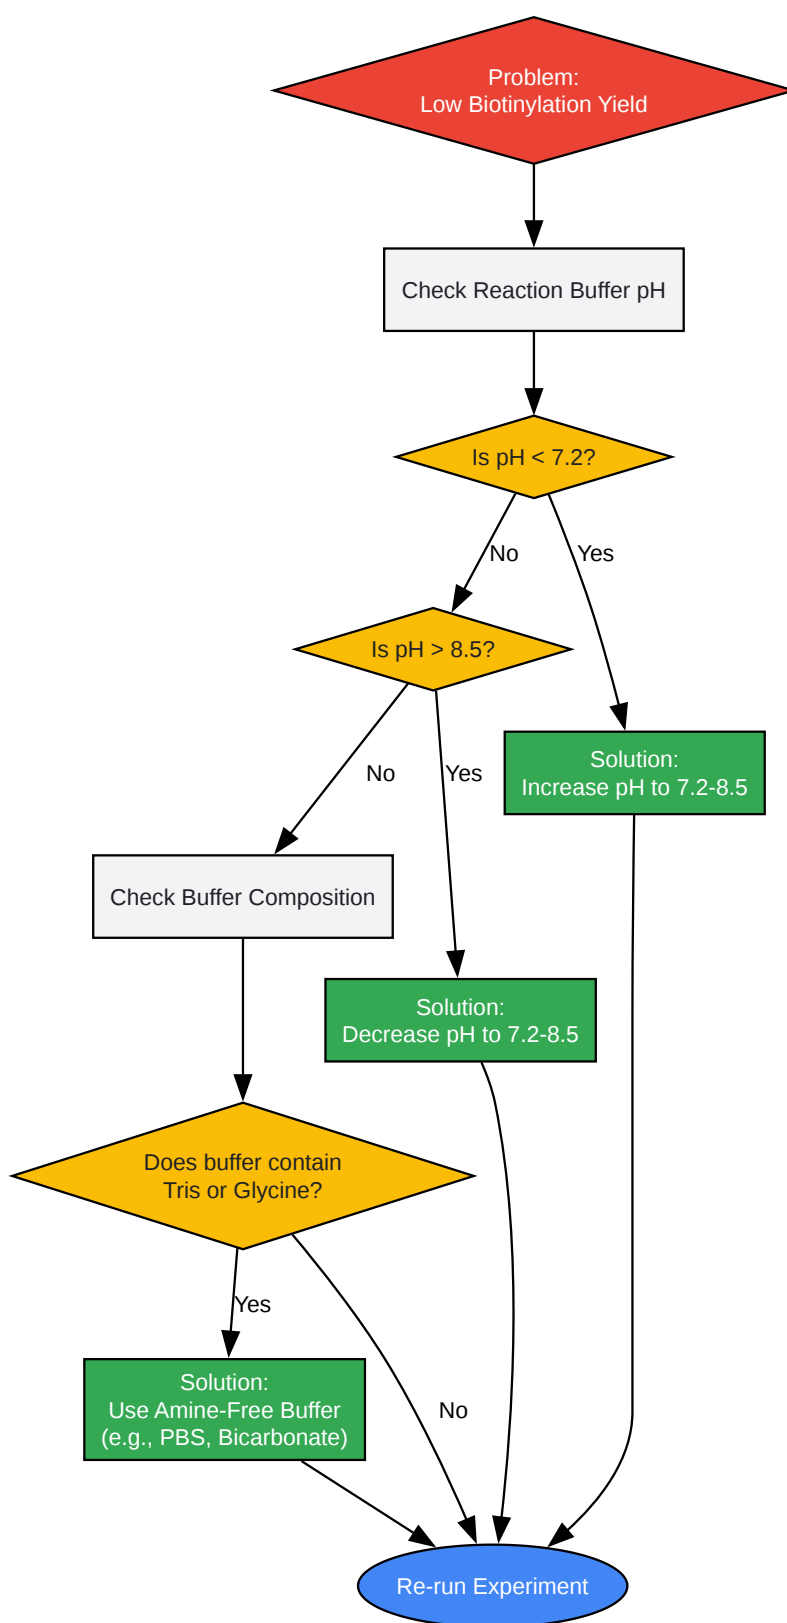 Problem:
Low Biotinylation Yield
Check Reaction Buffer pH
Is pH < 7.2?
No
Yes
Is pH > 8.5?
No
Yes
Solution:
Increase pH to 7.2-8.5
Check Buffer Composition
Solution:
Decrease pH to 7.2-8.5
Does buffer contain
Tris or Glycine?
Yes
No
Solution:
Use Amine-Free Buffer
(e.g., PBS, Bicarbonate)
Re-run Experiment